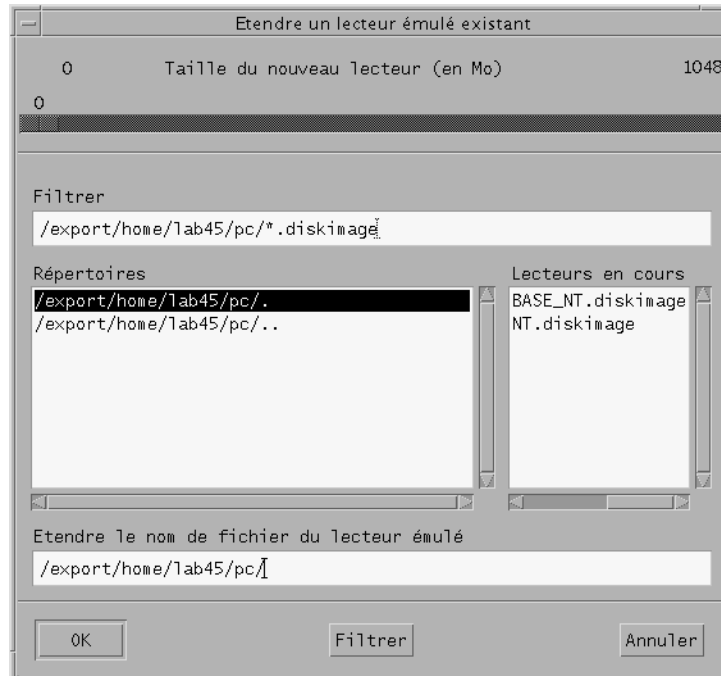 Etendre un lecteur émulé existant
0 Taille du nouveau lecteur (en Mo) 1048
0
Filtrer
/export/home/lab45/pc/*.diskimage
Répertoires
/export/home/lab45/pc/.
/export/home/lab45/pc/..
Lecteurs en cours
BASE_NT.diskimage
NT.diskimage
Etendre le nom de fichier du lecteur émulé
/export/home/lab45/pc/
OK Filtrer Annuler